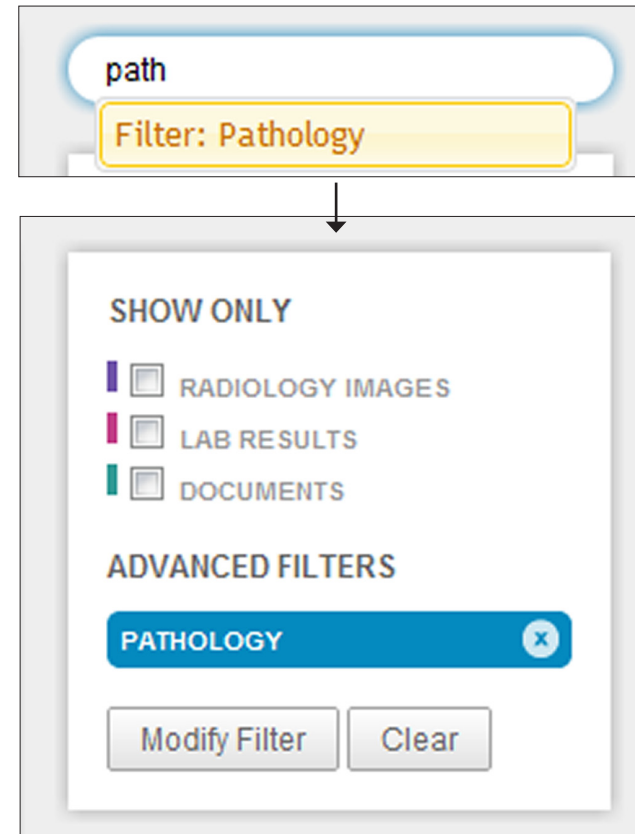 path
Filter: Pathology
SHOW ONLY
RADIOLOGY IMAGES
LAB RESULTS
DOCUMENTS
ADVANCED FILTERS
PATHOLOGY x
Modify Filter Clear